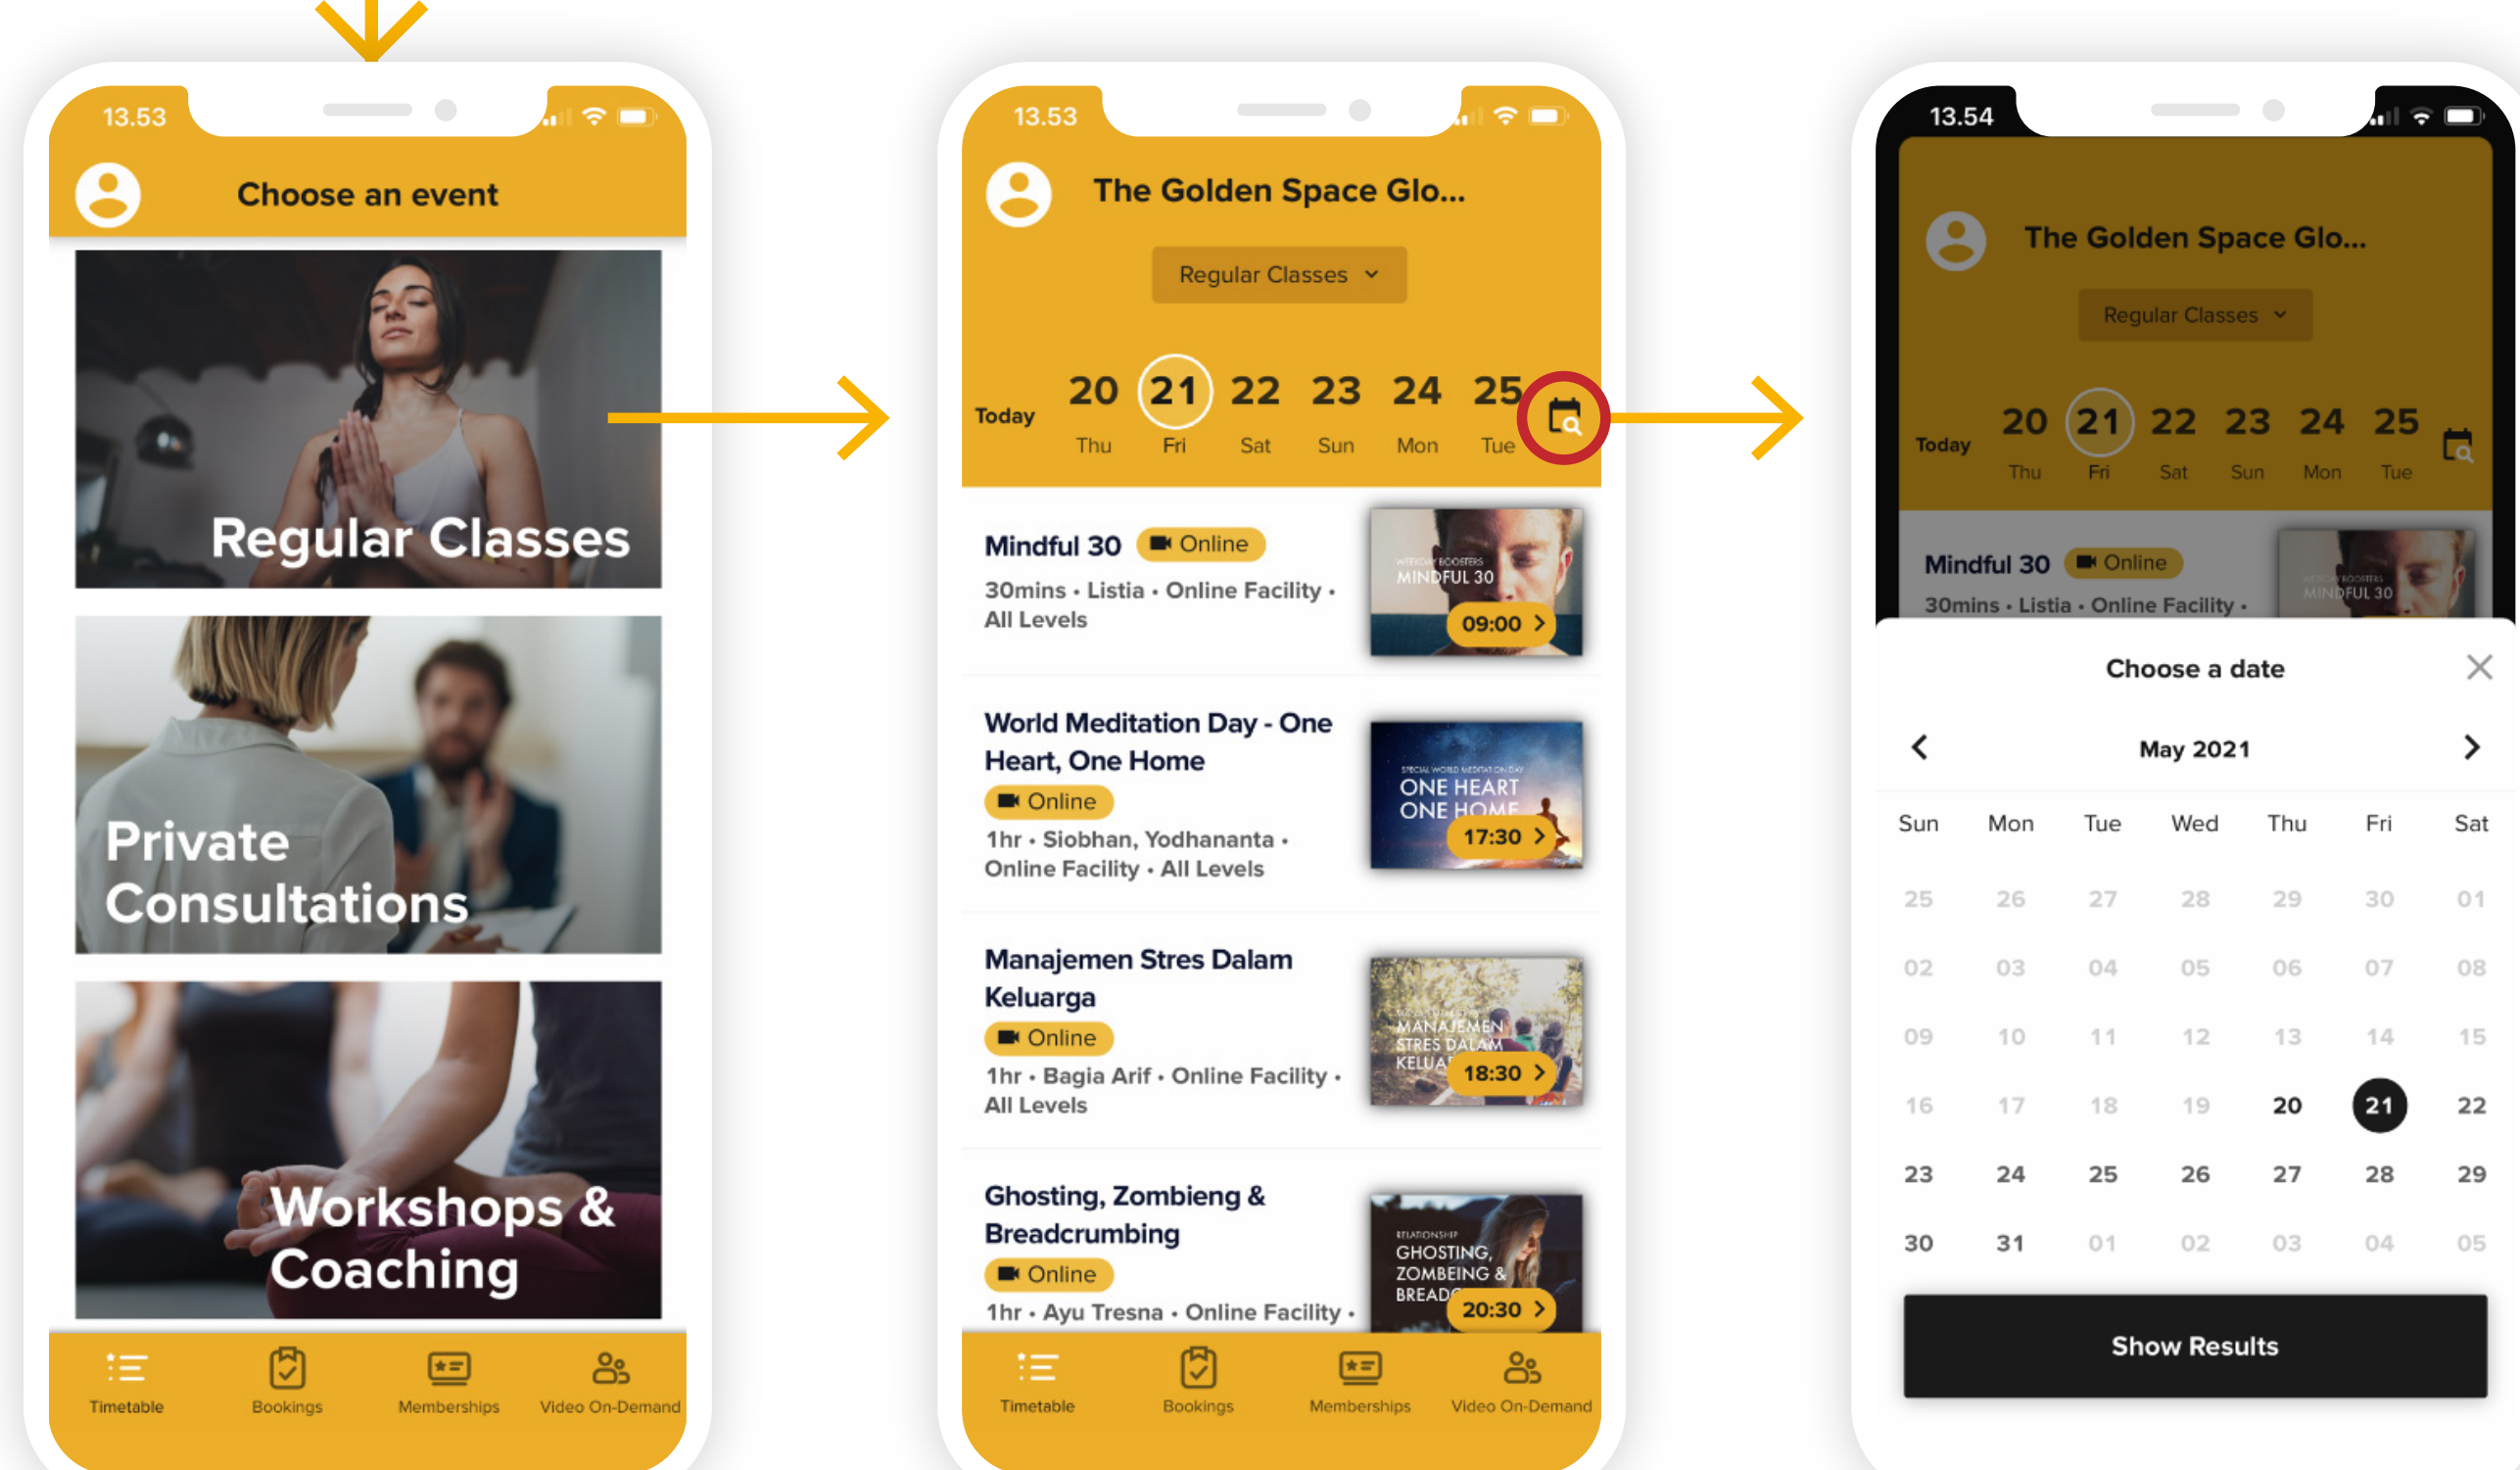 13.53
Choose an event
Regular Classes
Private
Consultations
Workshops &
Coaching
Timetable
Bookings
Memberships
Video On-Demand
13.53
The Golden Space Glo...
Regular Classes
Today
20 21 22 23 24 25
Thu Fri Sat Sun Mon Tue
Mindful 30 Online
30mins • Listia • Online Facility •
All Levels
WEEKDAY BOOSTERS
MINDFUL 30
09:00
World Meditation Day - One
Heart, One Home
Online
1hr • Siobhan, Yodhananta •
Online Facility • All Levels
SPECIAL WORLD MEDITATION DAY
ONE HEART
ONE HOME
17:30
Manajemen Stres Dalam
Keluarga
Online
1hr • Bagia Arif • Online Facility •
All Levels
MANAJEMEN
STRES DALAM
18:30
Ghosting, Zombieng &
Breadcrumbing
Online
1hr • Ayu Tresna • Online Facility •
RELATIONSHIP
GHOSTING,
ZOMBEING &
20:30
Timetable
Bookings
Memberships
Video On-Demand
13.54
The Golden Space Glo...
Regular Classes
Today
20 21 22 23 24 25
Thu Fri Sat Sun Mon Tue
Mindful 30 Online
30mins • Listia • Online Facility •
WEEKDAY BOOSTERS
MINDFUL 30
Choose a date
May 2021
Sun Mon Tue Wed Thu Fri Sat
25 26 27 28 29 30 01
02 03 04 05 06 07 08
09 10 11 12 13 14 15
16 17 18 19 20 21 22
23 24 25 26 27 28 29
30 31 01 02 03 04 05
Show Results